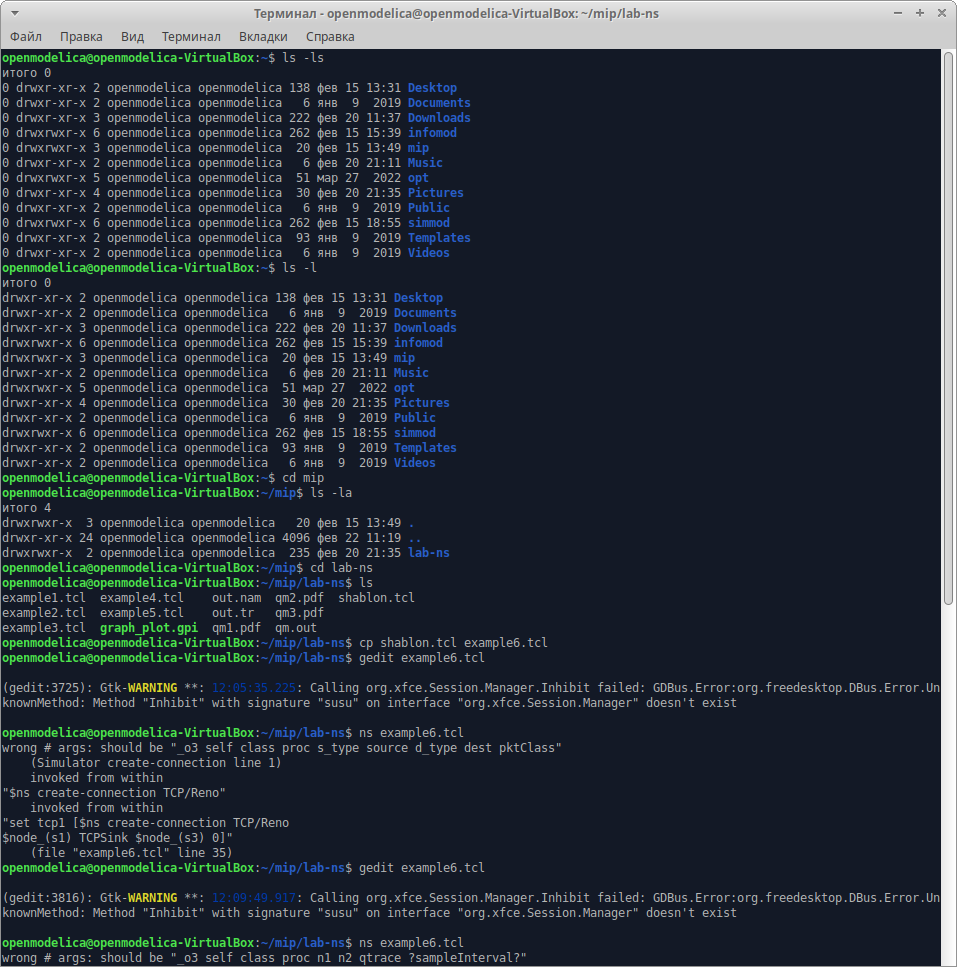 Терминал - openmodelica@openmodelica-VirtualBox: ~/mip/lab-ns
Файл Правка Вид Терминал Вкладки Справка
openmodelica@openmodelica-VirtualBox:~$ ls -ls
итого 0
0 drwxr-xr-x 2 openmodelica openmodelica 138 фев 15 13:31 Desktop
0 drwxr-xr-x 2 openmodelica openmodelica   6 янв  9  2019 Documents
0 drwxr-xr-x 3 openmodelica openmodelica 222 фев 20 11:37 Downloads
0 drwxrwxr-x 6 openmodelica openmodelica 262 фев 15 15:39 infomod
0 drwxrwxr-x 3 openmodelica openmodelica  20 фев 15 13:49 mip
0 drwxr-xr-x 2 openmodelica openmodelica   6 фев 20 21:11 Music
0 drwxrwxr-x 5 openmodelica openmodelica  51 мар 27  2022 opt
0 drwxr-xr-x 4 openmodelica openmodelica  30 фев 20 21:35 Pictures
0 drwxr-xr-x 2 openmodelica openmodelica   6 янв  9  2019 Public
0 drwxrwxr-x 6 openmodelica openmodelica 262 фев 15 18:55 simmod
0 drwxr-xr-x 2 openmodelica openmodelica  93 янв  9  2019 Templates
0 drwxr-xr-x 2 openmodelica openmodelica   6 янв  9  2019 Videos
openmodelica@openmodelica-VirtualBox:~$ ls -l
итого 0
drwxr-xr-x 2 openmodelica openmodelica 138 фев 15 13:31 Desktop
drwxr-xr-x 2 openmodelica openmodelica   6 янв  9  2019 Documents
drwxr-xr-x 3 openmodelica openmodelica 222 фев 20 11:37 Downloads
drwxrwxr-x 6 openmodelica openmodelica 262 фев 15 15:39 infomod
drwxrwxr-x 3 openmodelica openmodelica  20 фев 15 13:49 mip
drwxr-xr-x 2 openmodelica openmodelica   6 фев 20 21:11 Music
drwxrwxr-x 5 openmodelica openmodelica  51 мар 27  2022 opt
drwxr-xr-x 4 openmodelica openmodelica  30 фев 20 21:35 Pictures
drwxr-xr-x 2 openmodelica openmodelica   6 янв  9  2019 Public
drwxrwxr-x 6 openmodelica openmodelica 262 фев 15 18:55 simmod
drwxr-xr-x 2 openmodelica openmodelica  93 янв  9  2019 Templates
drwxr-xr-x 2 openmodelica openmodelica   6 янв  9  2019 Videos
openmodelica@openmodelica-VirtualBox:~$ cd mip
openmodelica@openmodelica-VirtualBox:~/mip$ ls -la
итого 4
drwxrwxr-x  3 openmodelica openmodelica   20 фев 15 13:49 .
drwxr-xr-x 24 openmodelica openmodelica 4096 фев 22 11:19 ..
drwxrwxr-x  2 openmodelica openmodelica  235 фев 20 21:35 lab-ns
openmodelica@openmodelica-VirtualBox:~/mip$ cd lab-ns
openmodelica@openmodelica-VirtualBox:~/mip/lab-ns$ ls
example1.tcl  example4.tcl    out.nam  qm2.pdf  shablon.tcl
example2.tcl  example5.tcl    out.tr   qm3.pdf
example3.tcl  graph_plot.gpi  qm1.pdf  qm.out
openmodelica@openmodelica-VirtualBox:~/mip/lab-ns$ cp shablon.tcl example6.tcl
openmodelica@openmodelica-VirtualBox:~/mip/lab-ns$ gedit example6.tcl
(gedit:3725): Gtk-WARNING **: 12:05:35.225: Calling org.xfce.Session.Manager.Inhibit failed: GDBus.Error:org.freedesktop.DBus.Error.Un
knownMethod: Method "Inhibit" with signature "susu" on interface "org.xfce.Session.Manager" doesn't exist
openmodelica@openmodelica-VirtualBox:~/mip/lab-ns$ ns example6.tcl
wrong # args: should be "_o3 self class proc s_type source d_type dest pktClass"
    (Simulator create-connection line 1)
    invoked from within
"$ns create-connection TCP/Reno"
    invoked from within
"set tcp1 [$ns create-connection TCP/Reno
$node_(s1) TCPSink $node_(s3) 0]"
    (file "example6.tcl" line 35)
openmodelica@openmodelica-VirtualBox:~/mip/lab-ns$ gedit example6.tcl
(gedit:3816): Gtk-WARNING **: 12:09:49.917: Calling org.xfce.Session.Manager.Inhibit failed: GDBus.Error:org.freedesktop.DBus.Error.Un
knownMethod: Method "Inhibit" with signature "susu" on interface "org.xfce.Session.Manager" doesn't exist
openmodelica@openmodelica-VirtualBox:~/mip/lab-ns$ ns example6.tcl
wrong # args: should be "_o3 self class proc n1 n2 qtrace ?sampleInterval?"